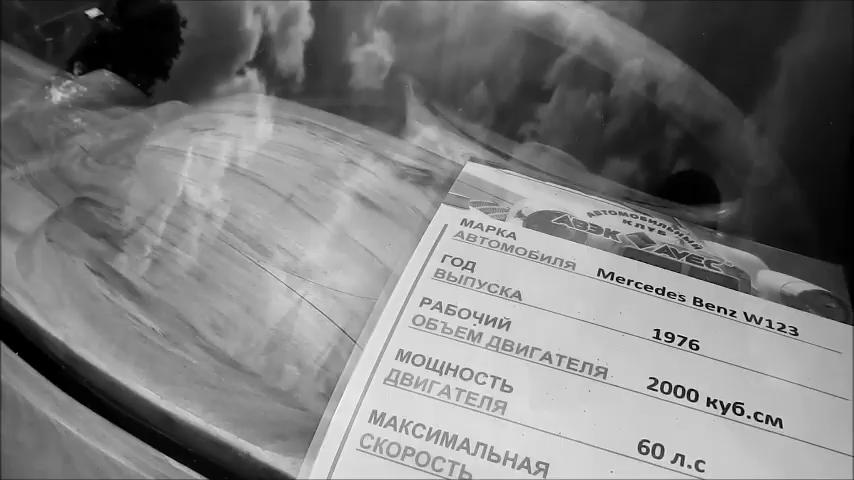 АВТОМОБИЛЬНЫЙ
КЛУБ
МАРКА
АВТОМОБИЛЯ Mercedes Benz W123
ГОД
ВЫПУСКА 1976
РАБОЧИЙ
ОБЪЕМ ДВИГАТЕЛЯ 2000 куб.см
МОЩНОСТЬ
ДВИГАТЕЛЯ 60 л.с
МАКСИМАЛЬНАЯ
СКОРОСТЬ